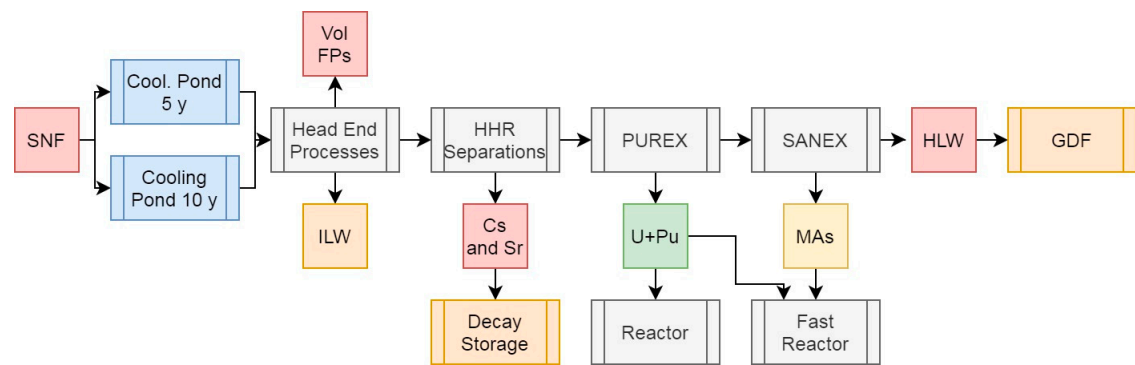 SNF
Cool. Pond
5 y
Cooling
Pond 10 y
Vol
FPs
Head End
Processes
ILW
HHR
Separations
Cs
and Sr
Decay
Storage
PUREX
U+Pu
Reactor
SANEX
MAs
Fast
Reactor
HLW
GDF